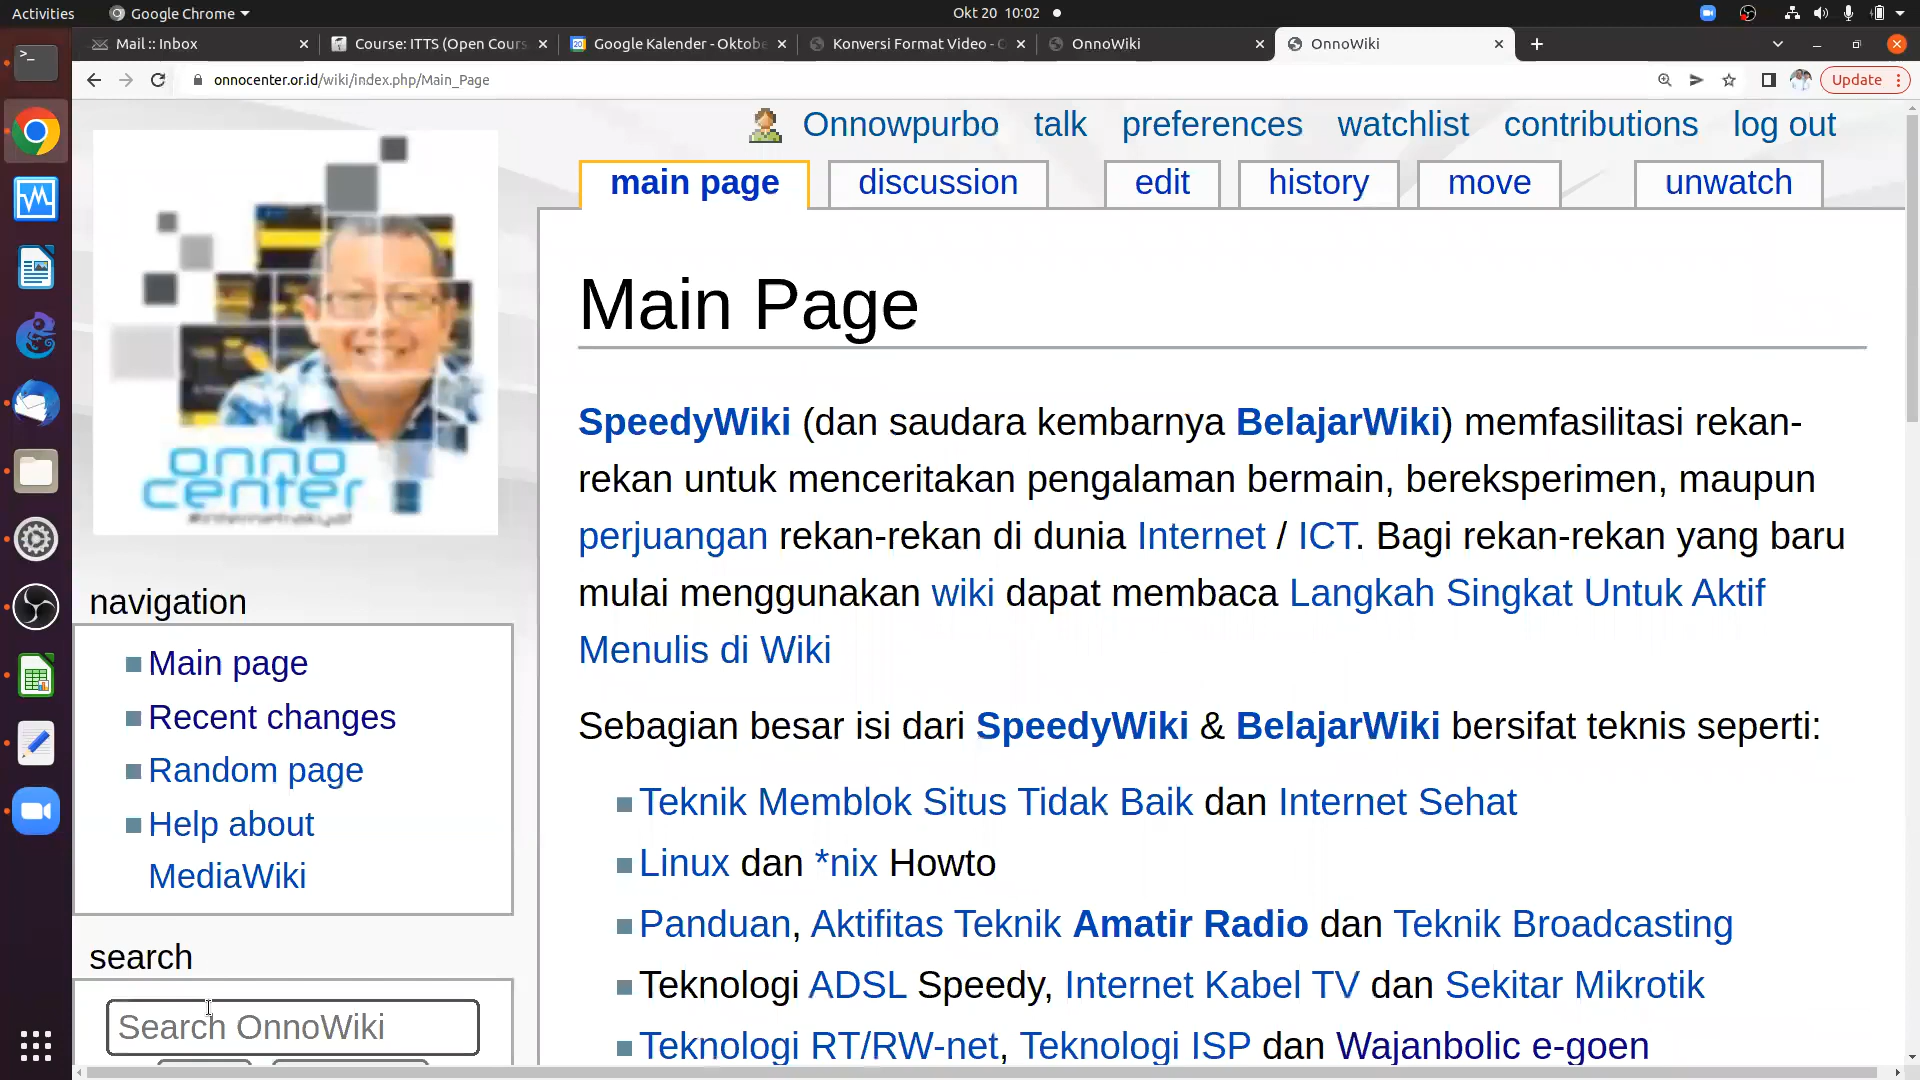 Activities
Google Chrome
Okt 20 10:02
Mail :: Inbox
Course: ITTS (Open Cours
Google Kalender - Oktobe
Konversi Format Video - O
OnnoWiki
OnnoWiki
onnocenter.or.id/wiki/index.php/Main_Page
Update
Onnowpurbo talk preferences watchlist contributions log out
main page discussion edit history move unwatch
onno
center
#internetrakyat
Main Page
SpeedyWiki (dan saudara kembarnya BelajarWiki) memfasilitasi rekan-
rekan untuk menceritakan pengalaman bermain, bereksperimen, maupun
perjuangan rekan-rekan di dunia Internet / ICT. Bagi rekan-rekan yang baru
mulai menggunakan wiki dapat membaca Langkah Singkat Untuk Aktif
Menulis di Wiki
Sebagian besar isi dari SpeedyWiki & BelajarWiki bersifat teknis seperti:
Teknik Memblok Situs Tidak Baik dan Internet Sehat
Linux dan *nix Howto
Panduan, Aktifitas Teknik Amatir Radio dan Teknik Broadcasting
Teknologi ADSL Speedy, Internet Kabel TV dan Sekitar Mikrotik
Teknologi RT/RW-net, Teknologi ISP dan Wajanbolic e-goen
navigation
Main page
Recent changes
Random page
Help about
MediaWiki
search
Search OnnoWiki